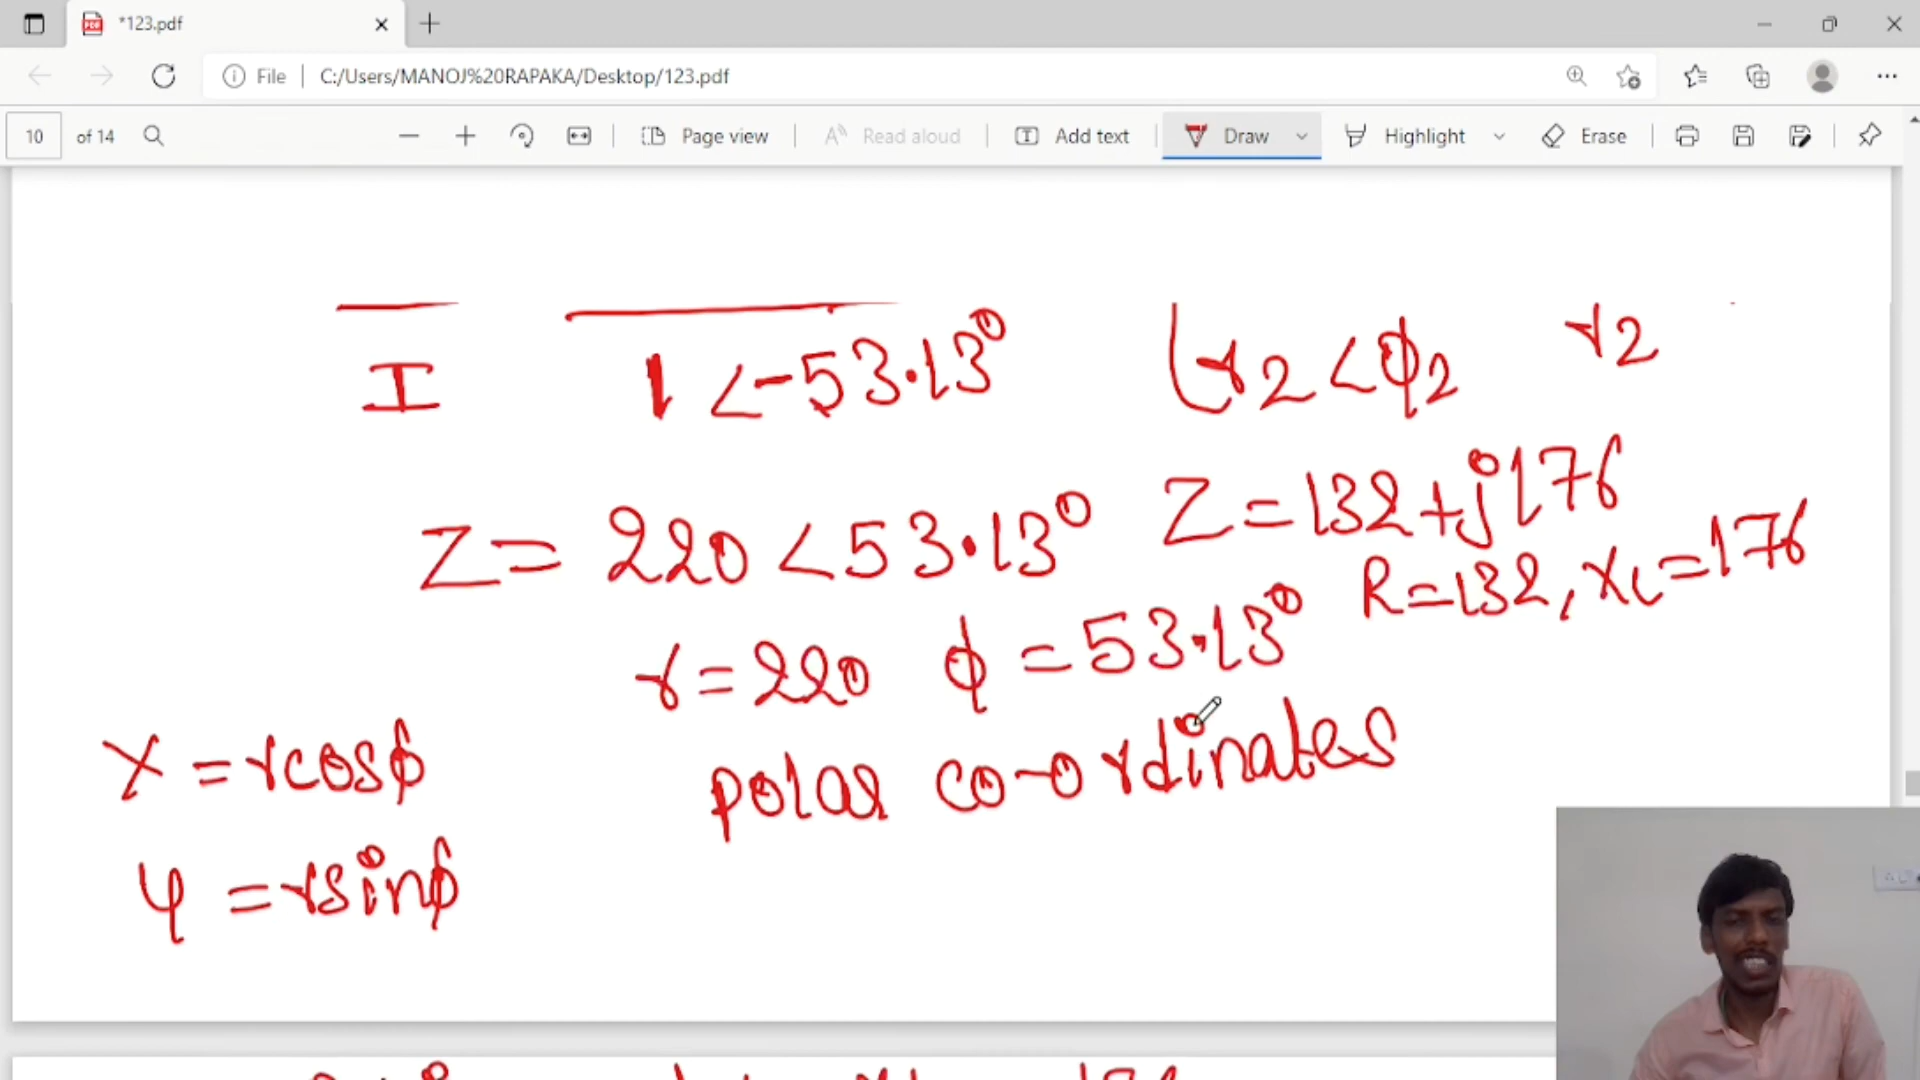 *123.pdf
File C:/Users/MANOJ%20RAPAKA/Desktop/123.pdf
10 of 14 Page view Read aloud Add text Draw Highlight Erase
I 1 <-53.13° r2<φ2 r2
Z= 220 <53.13° Z=132+j176
R=132, XL=176
r=220 φ=53.13°
X =rcosφ
polar co-ordinates
Y =rsinφ